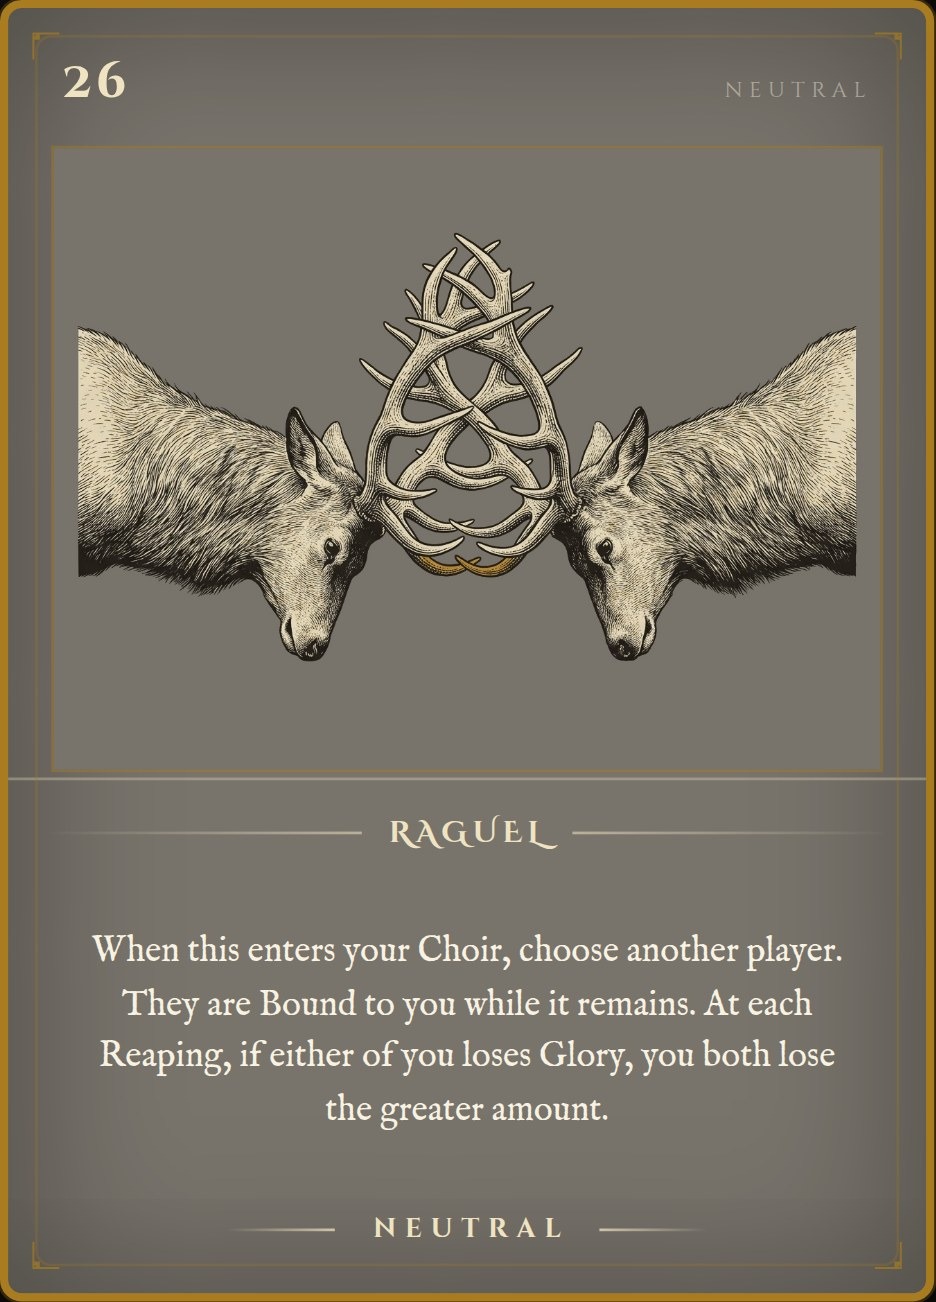 26
NEUTRAL
RAGUEL
When this enters your Choir, choose another player.
They are Bound to you while it remains. At each
Reaping, if either of you loses Glory, you both lose
the greater amount.
NEUTRAL